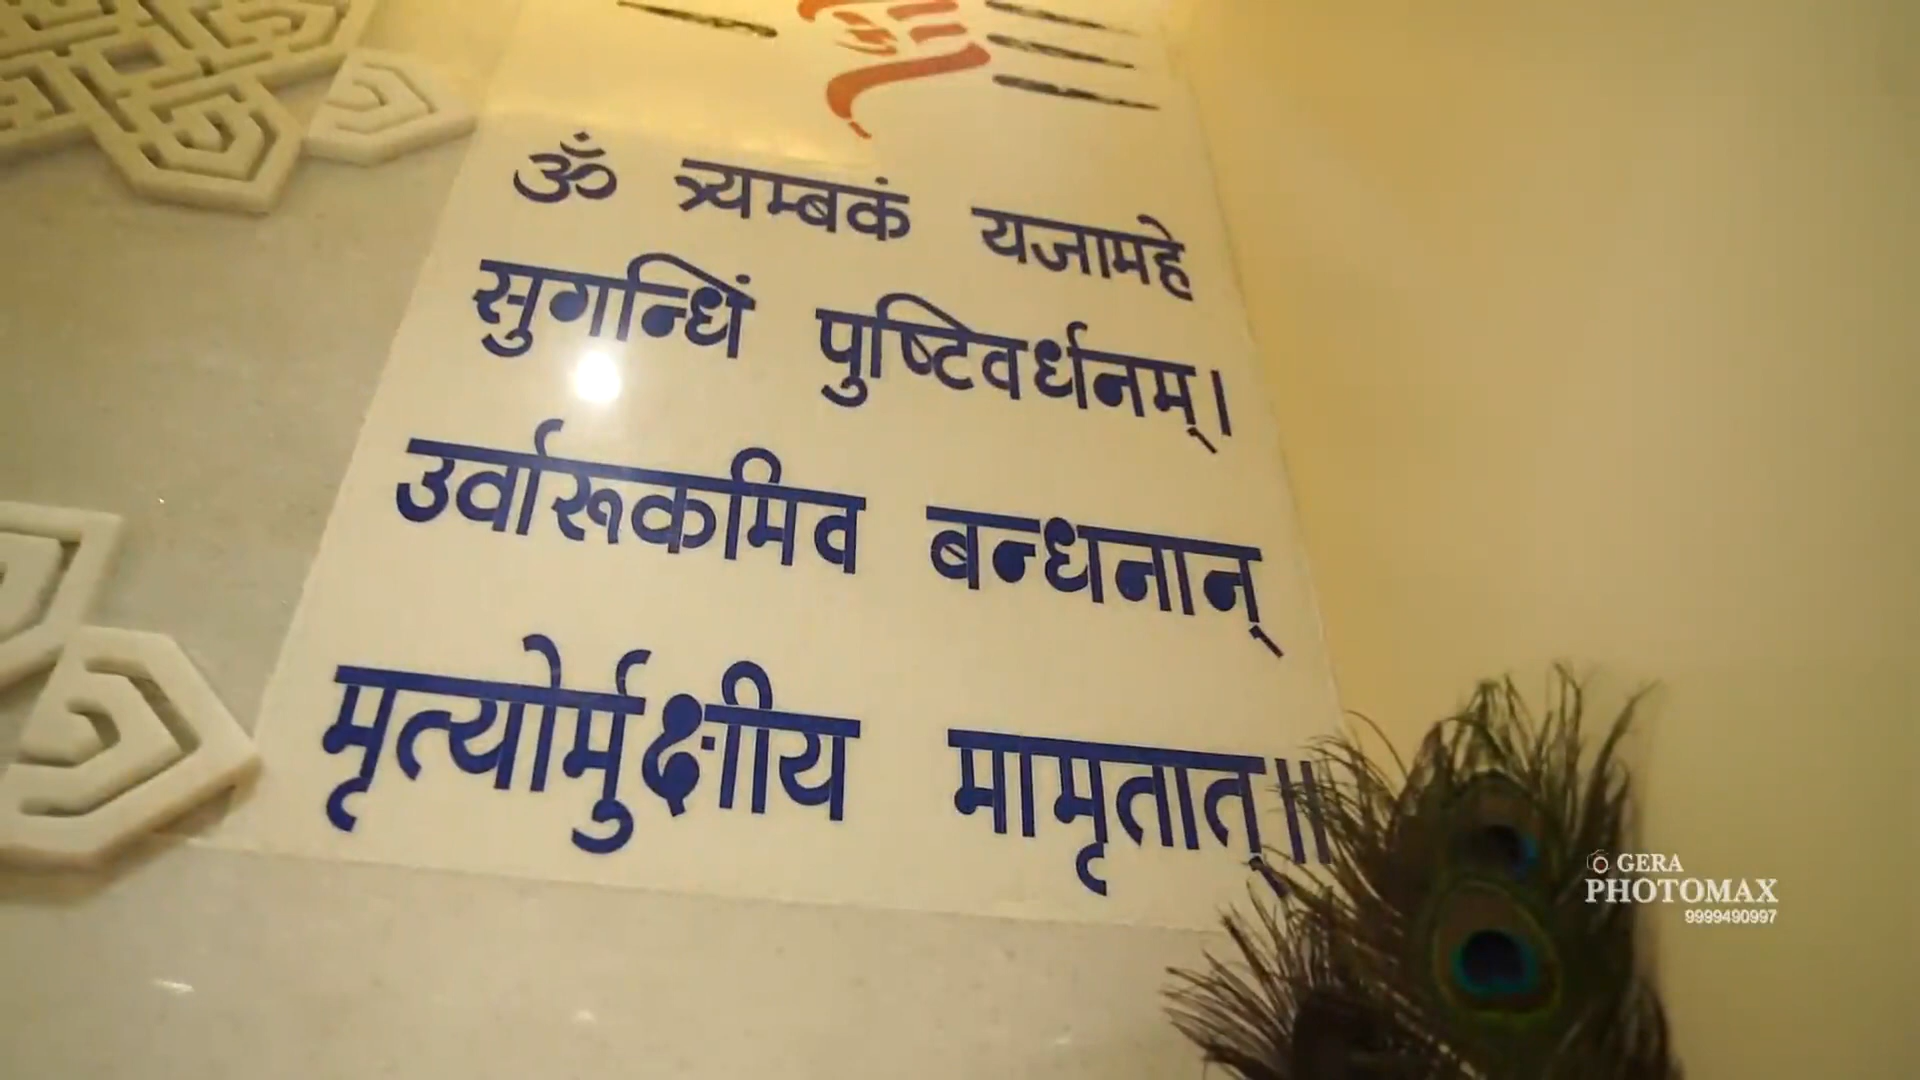 ॐ त्र्यम्बकं यजामहे
सुगन्धिं पुष्टिवर्धनम्।
उर्वारूकमिव बन्धनान्
मृत्योर्मुक्षीय मामृतात्॥
GERA
PHOTOMAX
9999490997